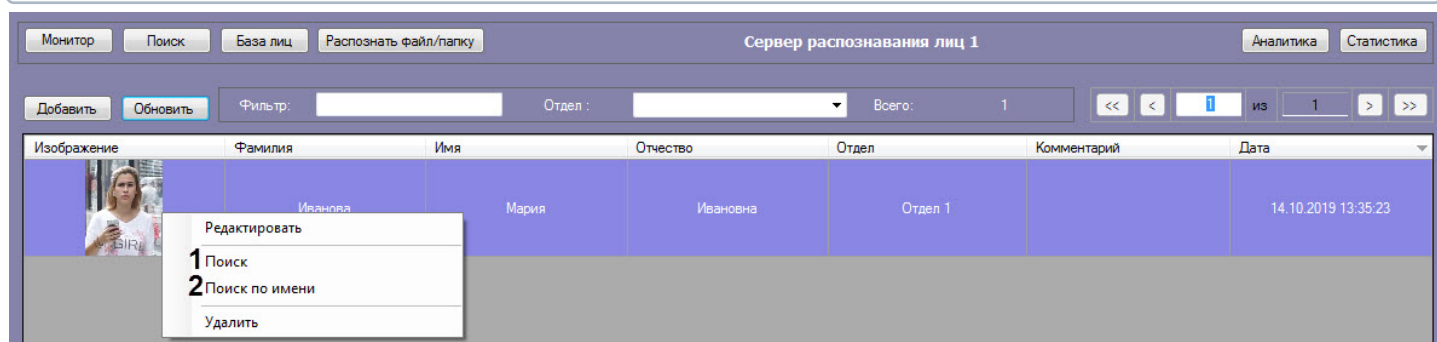 Монитор Поиск База лиц Распознать файл/папку Сервер распознавания лиц 1 Аналитика Статистика
Добавить Обновить Фильтр: Отдел : Всего: 1 << < 1 из 1 > >>
Изображение Фамилия Имя Отчество Отдел Комментарий Дата
GIRL Иванова Мария Ивановна Отдел 1 14.10.2019 13:35:23
Редактировать
1 Поиск
2 Поиск по имени
Удалить